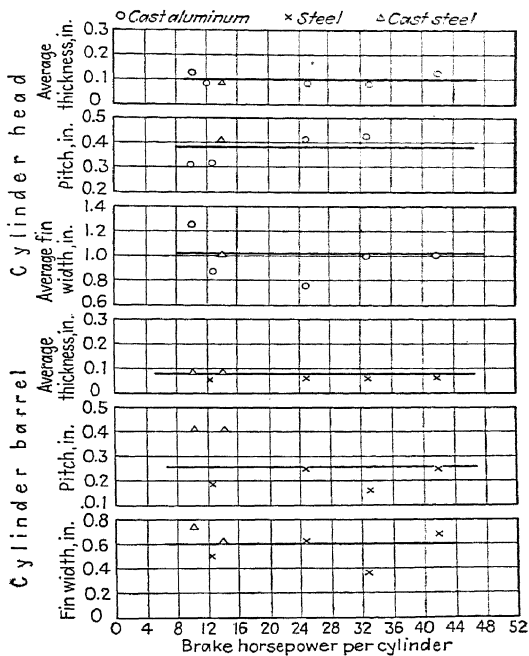 ○ Cast aluminum × Steel △ Cast steel
Cylinder head
Average
thickness, in.
0.3
0.2
0.1
0
Pitch, in.
0.5
0.4
0.3
0.2
Average fin
width, in.
1.4
1.2
1.0
0.8
0.6
Cylinder barrel
Average
thickness, in.
0.3
0.2
0.1
0
Pitch, in.
0.5
0.4
0.3
0.2
.1
Fin width, in.
0.8
0.6
0.4
0.2
0
0 4 8 12 16 20 24 28 32 36 40 44 48 52
Brake horsepower per cylinder